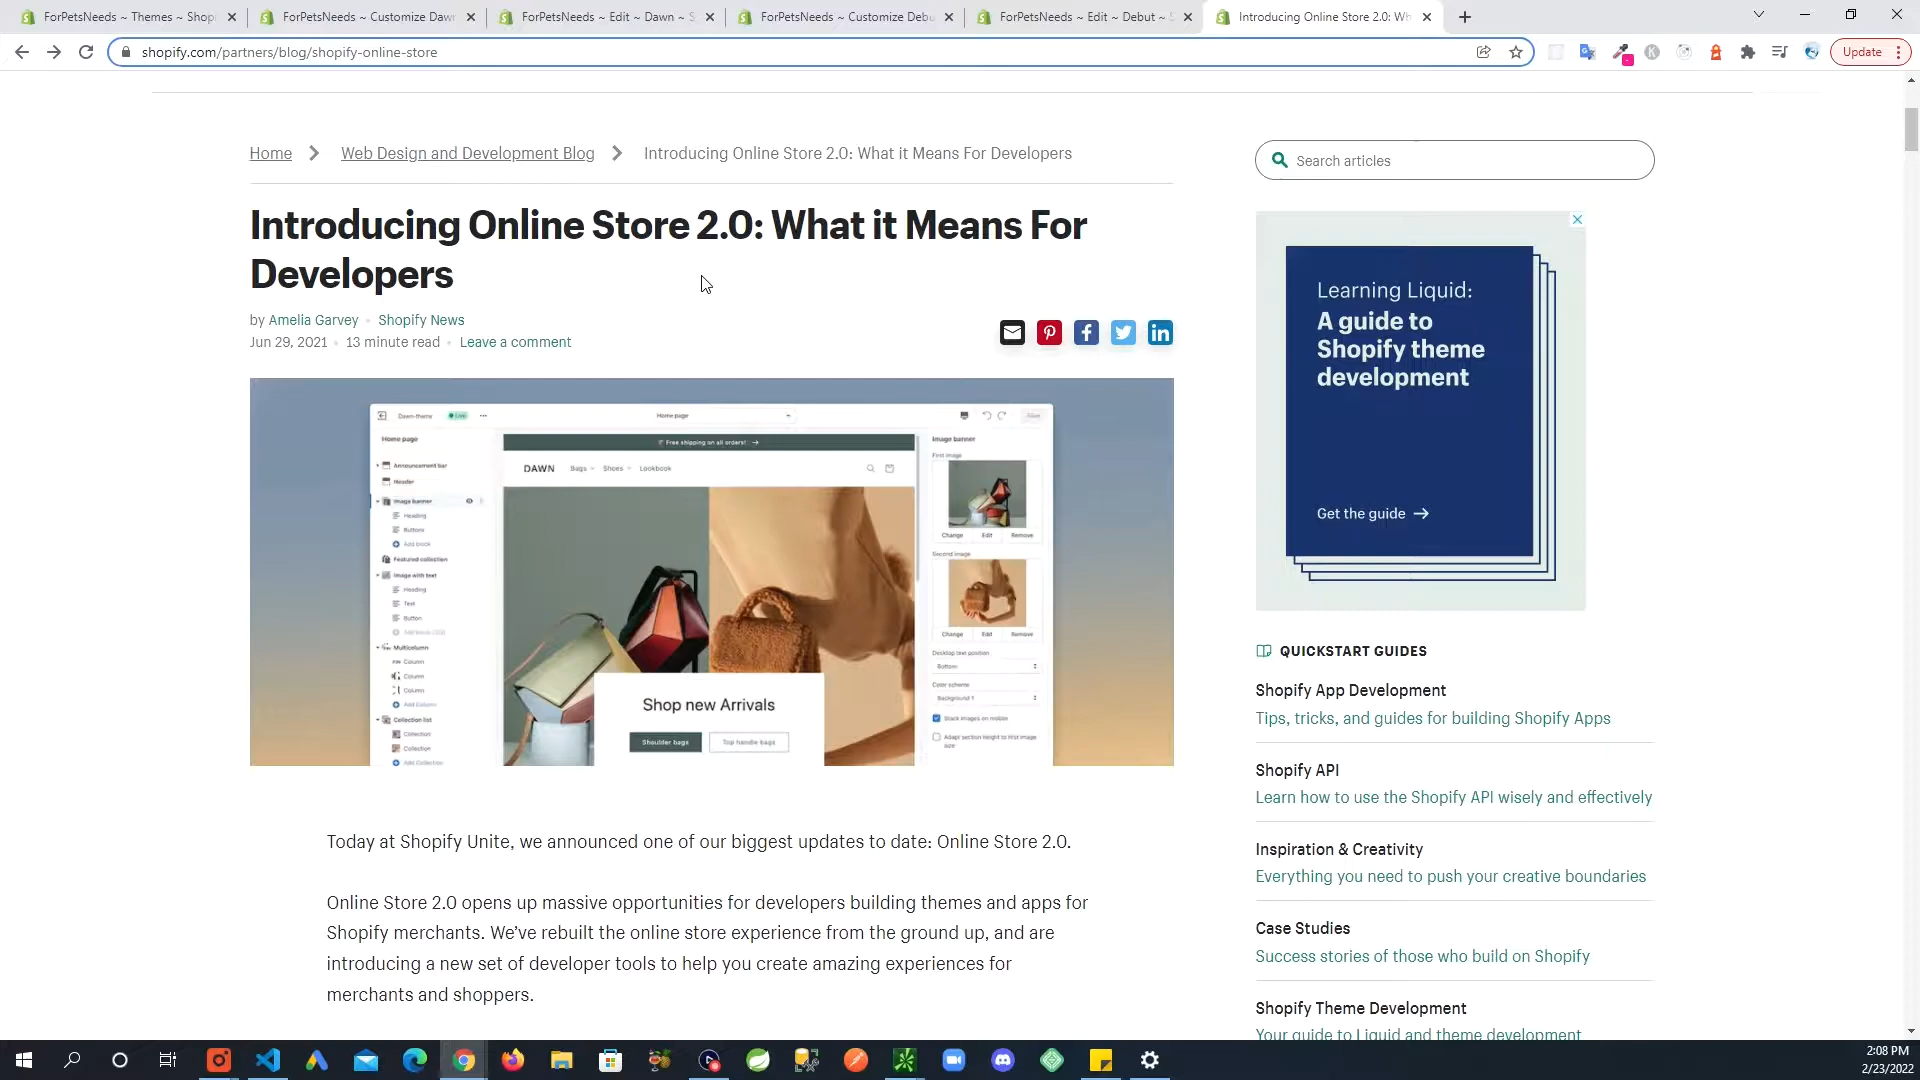 ForPetsNeeds ~ Themes ~ Shop
ForPetsNeeds ~ Customize Dawn
ForPetsNeeds ~ Edit ~ Dawn ~ S
ForPetsNeeds ~ Customize Debu
ForPetsNeeds ~ Edit ~ Debut ~ S
Introducing Online Store 2.0: Wh
shopify.com/partners/blog/shopify-online-store
Update
Home
Web Design and Development Blog
Introducing Online Store 2.0: What it Means For Developers
Search articles
Introducing Online Store 2.0: What it Means For
Developers
by Amelia Garvey • Shopify News
Jun 29, 2021 • 13 minute read • Leave a comment
Dawn-theme
Live
Home page
Save
Home page
Announcement bar
Header
Image banner
Heading
Buttons
Add block
Featured collection
Image with text
Heading
Text
Button
Multicolumn
Column
Column
Column
Add Column
Collection list
Collection
Collection
Add Collection
Free shipping on all orders!
DAWN
Bags
Shoes
Lookbook
Shop new Arrivals
Shoulder bags
Top handle bags
Image banner
First image
Change
Edit
Remove
Second image
Change
Edit
Remove
Desktop text position
Bottom
Color scheme
Background 1
Stack images on mobile
Adapt section height to first image
size
Today at Shopify Unite, we announced one of our biggest updates to date: Online Store 2.0.
Online Store 2.0 opens up massive opportunities for developers building themes and apps for
Shopify merchants. We've rebuilt the online store experience from the ground up, and are
introducing a new set of developer tools to help you create amazing experiences for
merchants and shoppers.
Learning Liquid:
A guide to
Shopify theme
development
Get the guide
QUICKSTART GUIDES
Shopify App Development
Tips, tricks, and guides for building Shopify Apps
Shopify API
Learn how to use the Shopify API wisely and effectively
Inspiration & Creativity
Everything you need to push your creative boundaries
Case Studies
Success stories of those who build on Shopify
Shopify Theme Development
Your guide to Liquid and theme development
2:08 PM
2/23/2022